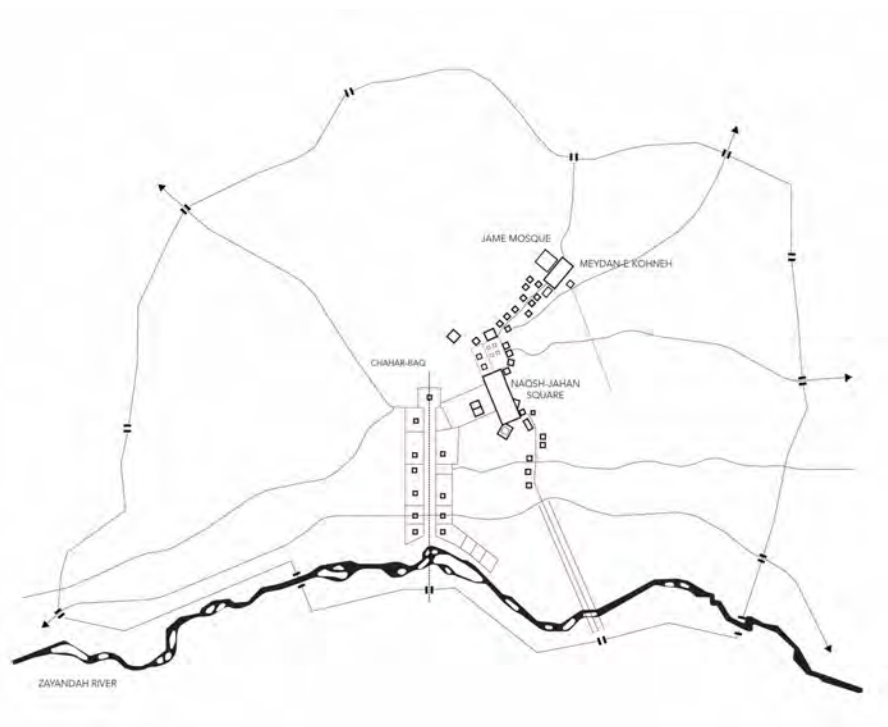 JAME MOSQUE
MEYDAN-E KOHNEH
CHAHAR-BAQ
NAQSH-JAHAN
SQUARE
ZAYANDAH RIVER